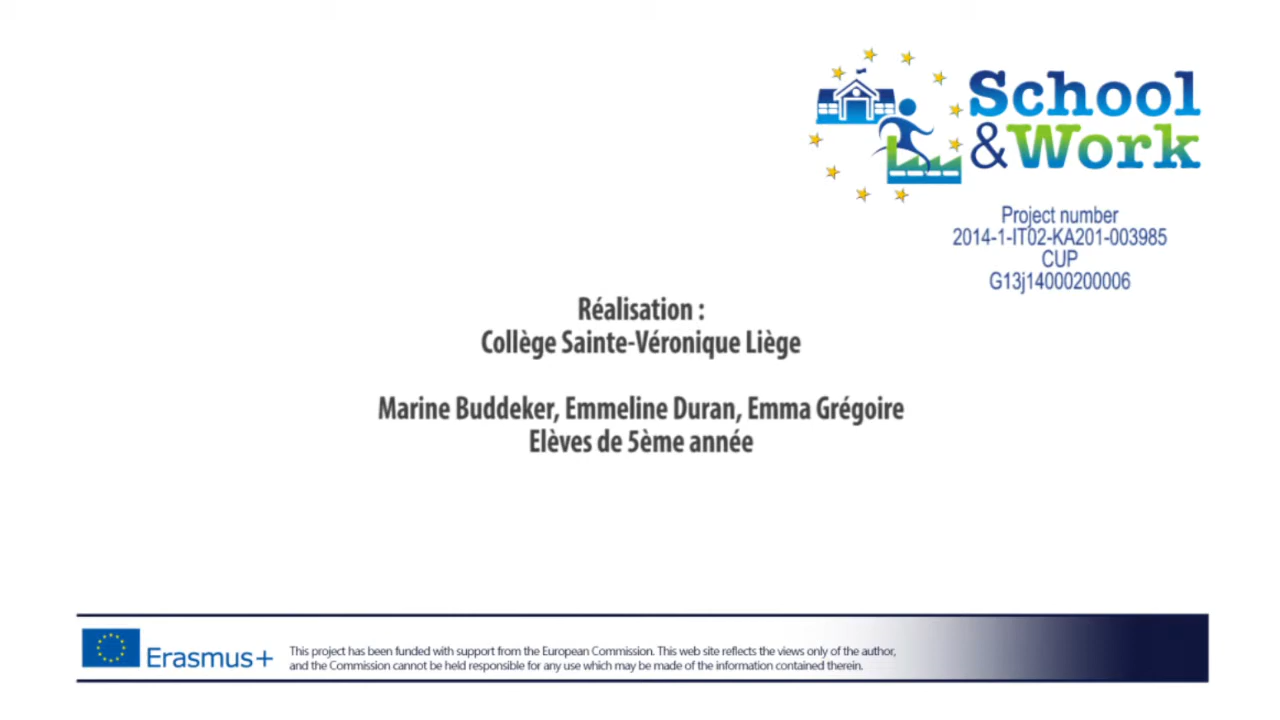 School
&Work
Project number
2014-1-IT02-KA201-003985
CUP
G13j14000200006
Réalisation :
Collège Sainte-Véronique Liège
Marine Buddeker, Emmeline Duran, Emma Grégoire
Elèves de 5ème année
Erasmus+
This project has been funded with support from the European Commission. This web site reflects the views only of the author,
and the Commission cannot be held responsible for any use which may be made of the information contained therein.